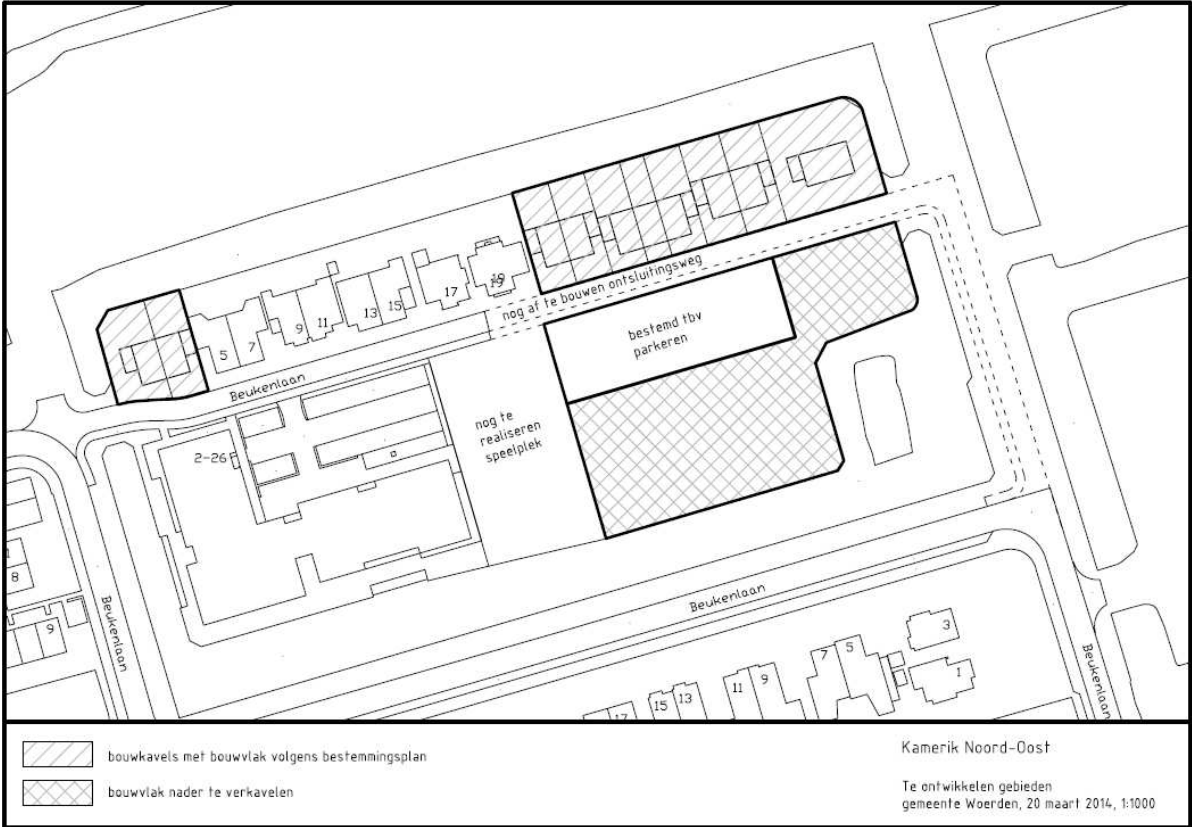 19
17
13
15
9
11
5
7
nog af te bouwen ontsluitingsweg
bestemd tbv
parkeren
Beukenlaan
nog te
realiseren
speelplek
2-26
8
9
Beukenlaan
Beukenlaan
Beukenlaan
3
1
5
7
9
11
13
15
17
bouwkavels met bouwvlak volgens bestemmingsplan
bouwvlak nader te verkavelen
Kamerik Noord-Oost
Te ontwikkelen gebieden
gemeente Woerden, 20 maart 2014, 1:1000